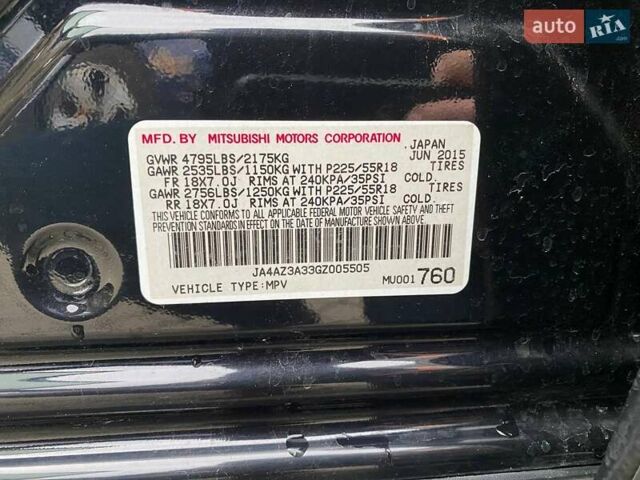 auto RIA.com
MFD. BY MITSUBISHI MOTORS CORPORATION
JAPAN
GVWR 4795LBS/2175KG JUN 2015
GAWR 2535LBS/1150KG WITH P225/55R18 TIRES
FR 18X7.0J RIMS AT 240KPA/35PSI COLD.
GAWR 2756LBS/1250KG WITH P225/55R18 TIRES
RR 18X7.0J RIMS AT 240KPA/35PSI COLD.
THIS VEHICLE CONFORMS TO ALL APPLICABLE FEDERAL MOTOR VEHICLE SAFETY AND THEFT
PREVENTION STANDARDS IN EFFECT ON THE DATE OF MANUFACTURE SHOWN ABOVE.
JA4AZ3A33GZ005505
VEHICLE TYPE:MPV MU001 760